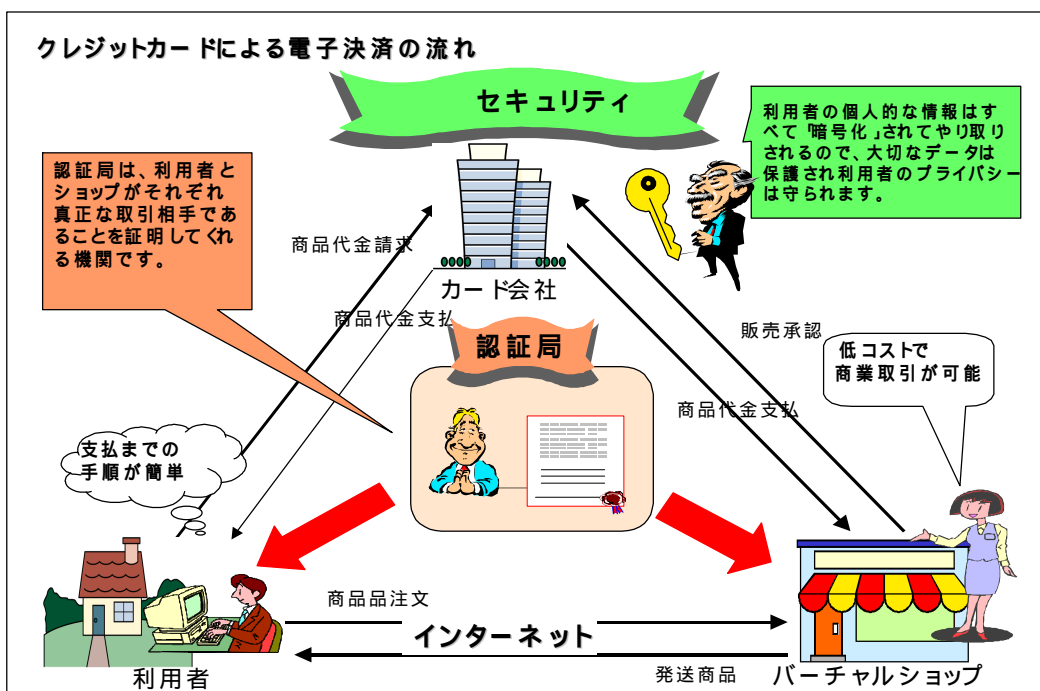 クレジットカードによる電子決済の流れ
セキュリティ
利用者の個人的な情報はす
べて「暗号化」されてやり取り
されるので、大切なデータは
保護され利用者のプライバシー
は守られます。
認証局は、利用者と
ショップがそれぞれ
真正な取引相手であ
ることを証明してくれ
る機関です。
商品代金請求
カード会社
商品代金支払
販売承認
認証局
低コストで
商業取引が可能
商品代金支払
支払までの
手順が簡単
商品品注文
インターネット
利用者
発送商品
バーチャルショップ